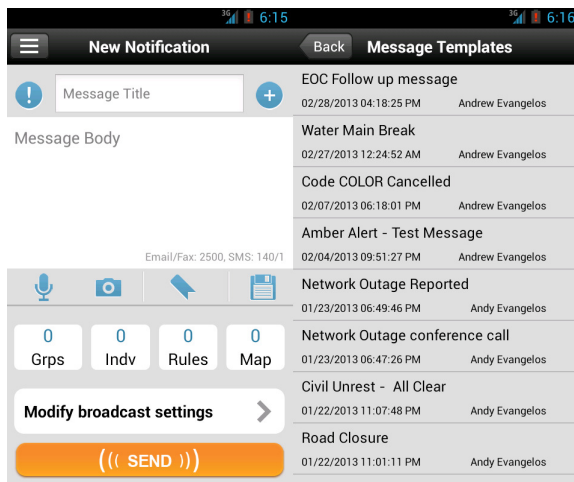 3G 6:15
New Notification
! Message Title +
Message Body
Email/Fax: 2500, SMS: 140/1
0 0 0 0
Grps Indv Rules Map
Modify broadcast settings
((( SEND )))
3G 6:16
Back Message Templates
EOC Follow up message
02/28/2013 04:18:25 PM Andrew Evangelos
Water Main Break
02/27/2013 12:24:52 AM Andrew Evangelos
Code COLOR Cancelled
02/07/2013 06:18:01 PM Andrew Evangelos
Amber Alert - Test Message
02/04/2013 09:51:27 PM Andrew Evangelos
Network Outage Reported
01/23/2013 06:49:46 PM Andy Evangelos
Network Outage conference call
01/23/2013 06:47:26 PM Andy Evangelos
Civil Unrest - All Clear
01/22/2013 11:07:48 PM Andy Evangelos
Road Closure
01/22/2013 11:01:11 PM Andy Evangelos